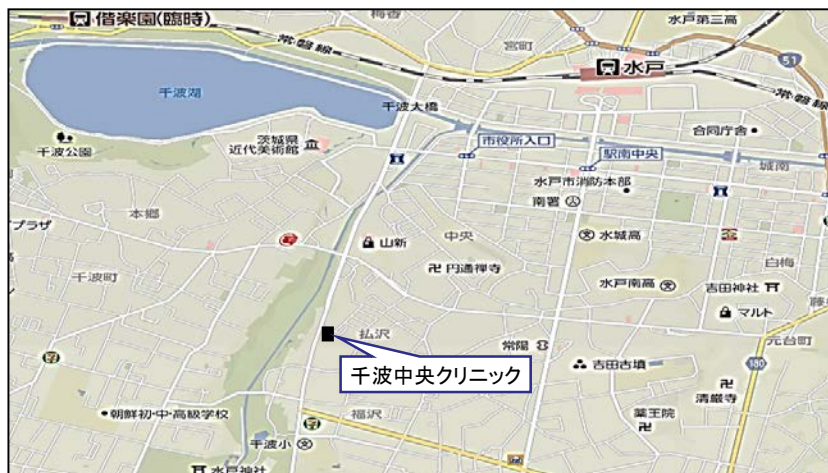 偕楽園(臨時)
梅香
水戸第三高
常磐線
宮町
51
水戸
千波湖
常磐線
千波大橋
合同庁舎
千波公園
茨城県
近代美術館
市役所入口
駅南中央
城南
水戸市消防本部
南署
本郷
プラザ
山新
中央
水城高
白梅
千波町
円通禅寺
水戸南高
吉田神社
マルト
払沢
常陽
元台町
千波中央クリニック
吉田古墳
180
清巌寺
朝鮮初・中・高級学校
福沢
薬王院
千波小
水戸神社